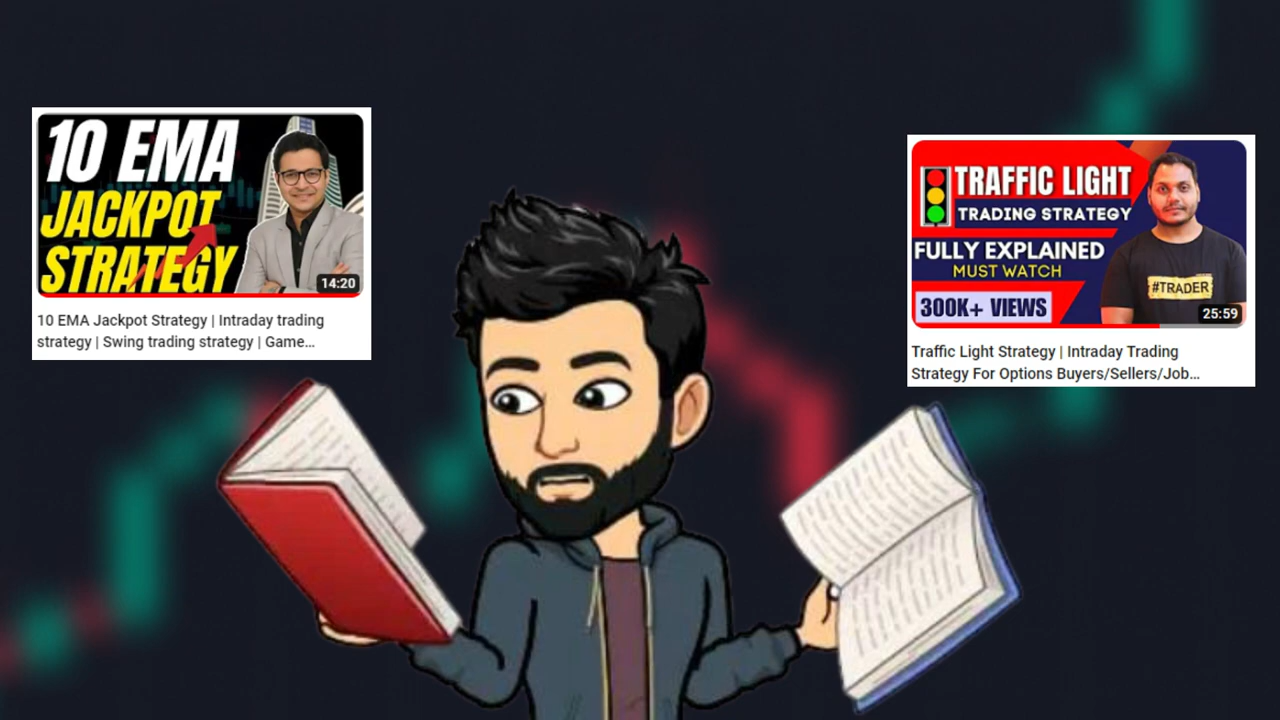 10 EMA
JACKPOT
STRATEGY
14:20
10 EMA Jackpot Strategy | Intraday trading
strategy | Swing trading strategy | Game...
TRAFFIC LIGHT
TRADING STRATEGY
FULLY EXPLAINED
MUST WATCH
300K+ VIEWS
#TRADER
25:59
Traffic Light Strategy | Intraday Trading
Strategy For Options Buyers/Sellers/Job...